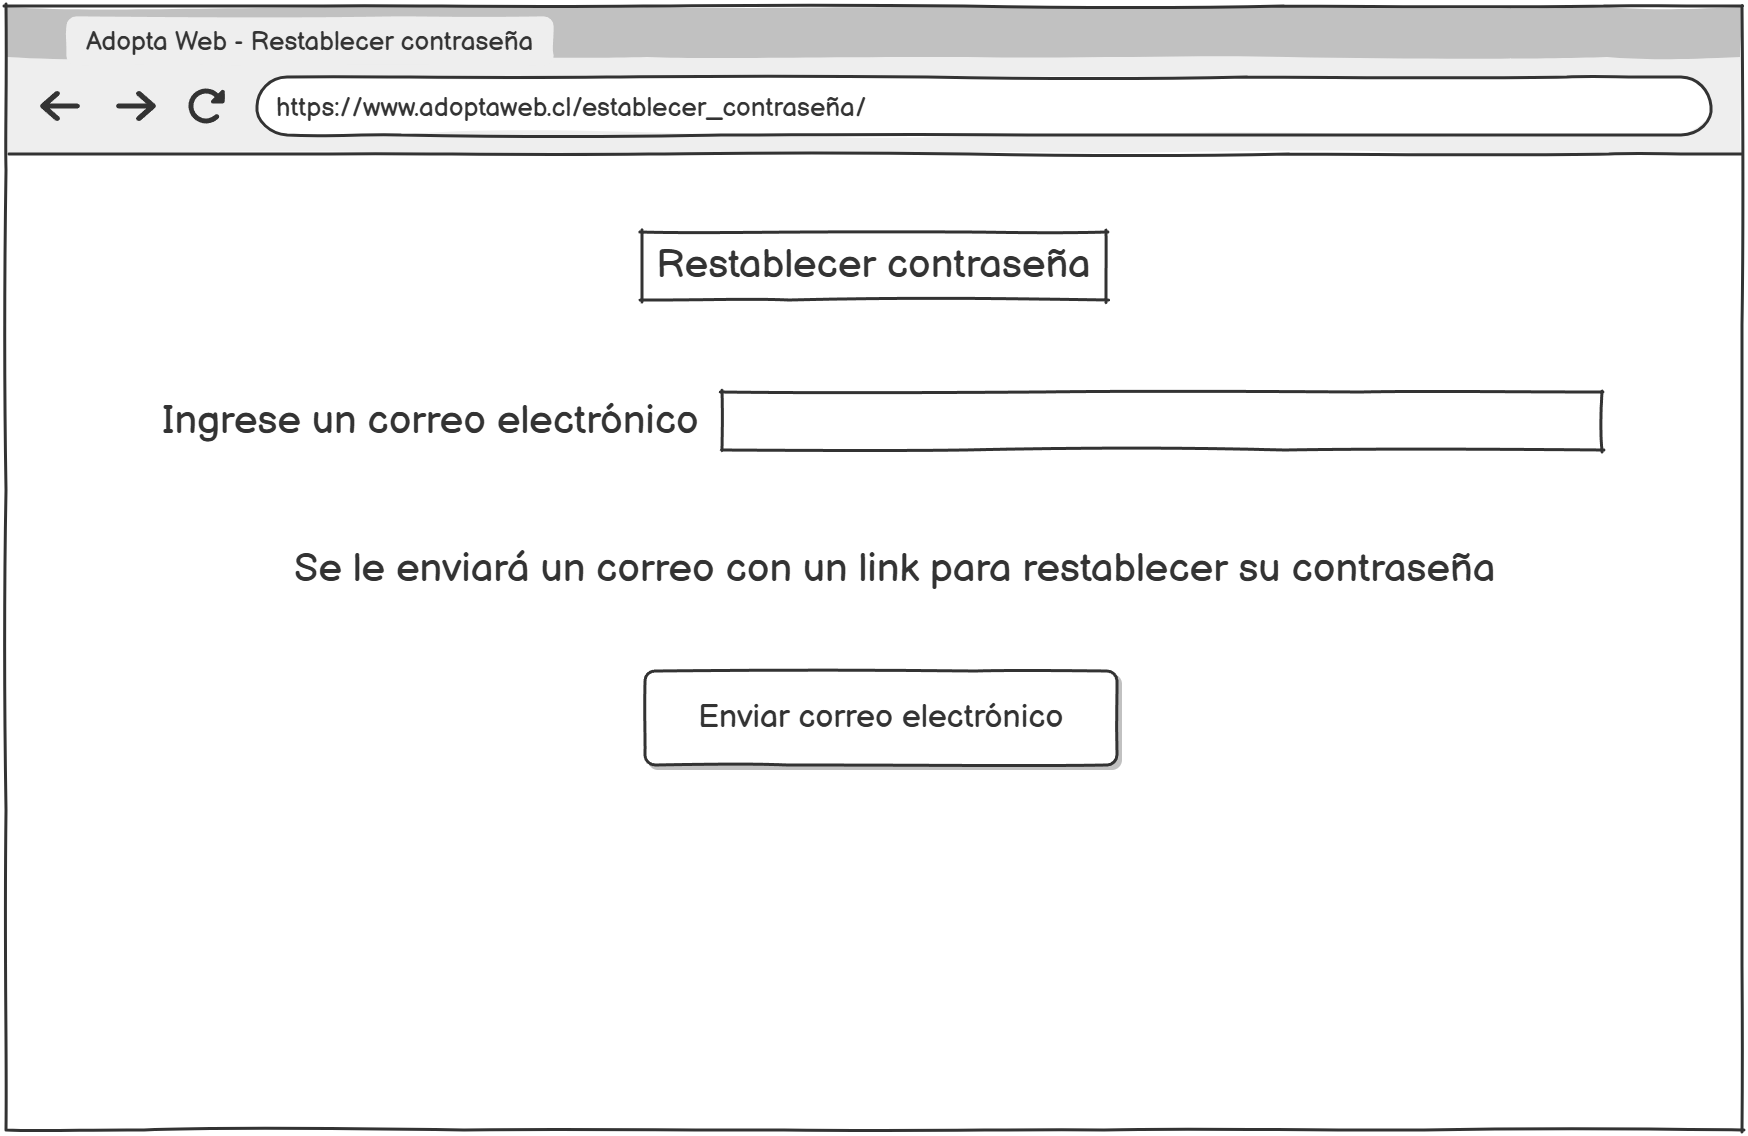 Adopta Web - Restablecer contraseña
https://www.adoptaweb.cl/establecer_contraseña/
Restablecer contraseña
Ingrese un correo electrónico
Se le enviará un correo con un link para restablecer su contraseña
Enviar correo electrónico